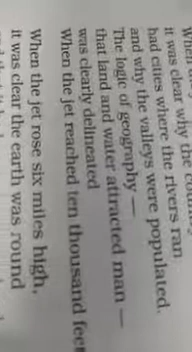 it was clear why the country
had cities where the rivers ran
and why the valleys were populated.
The logic of geography —
that land and water attracted man —
was clearly delineated
When the jet reached ten thousand feet
When the jet rose six miles high,
it was clear the earth was round